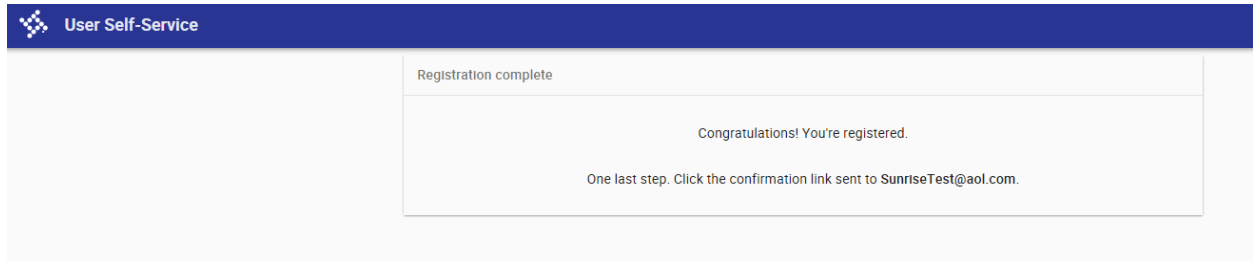 User Self-Service
Registration complete
Congratulations! You're registered.
One last step. Click the confirmation link sent to SunriseTest@aol.com.